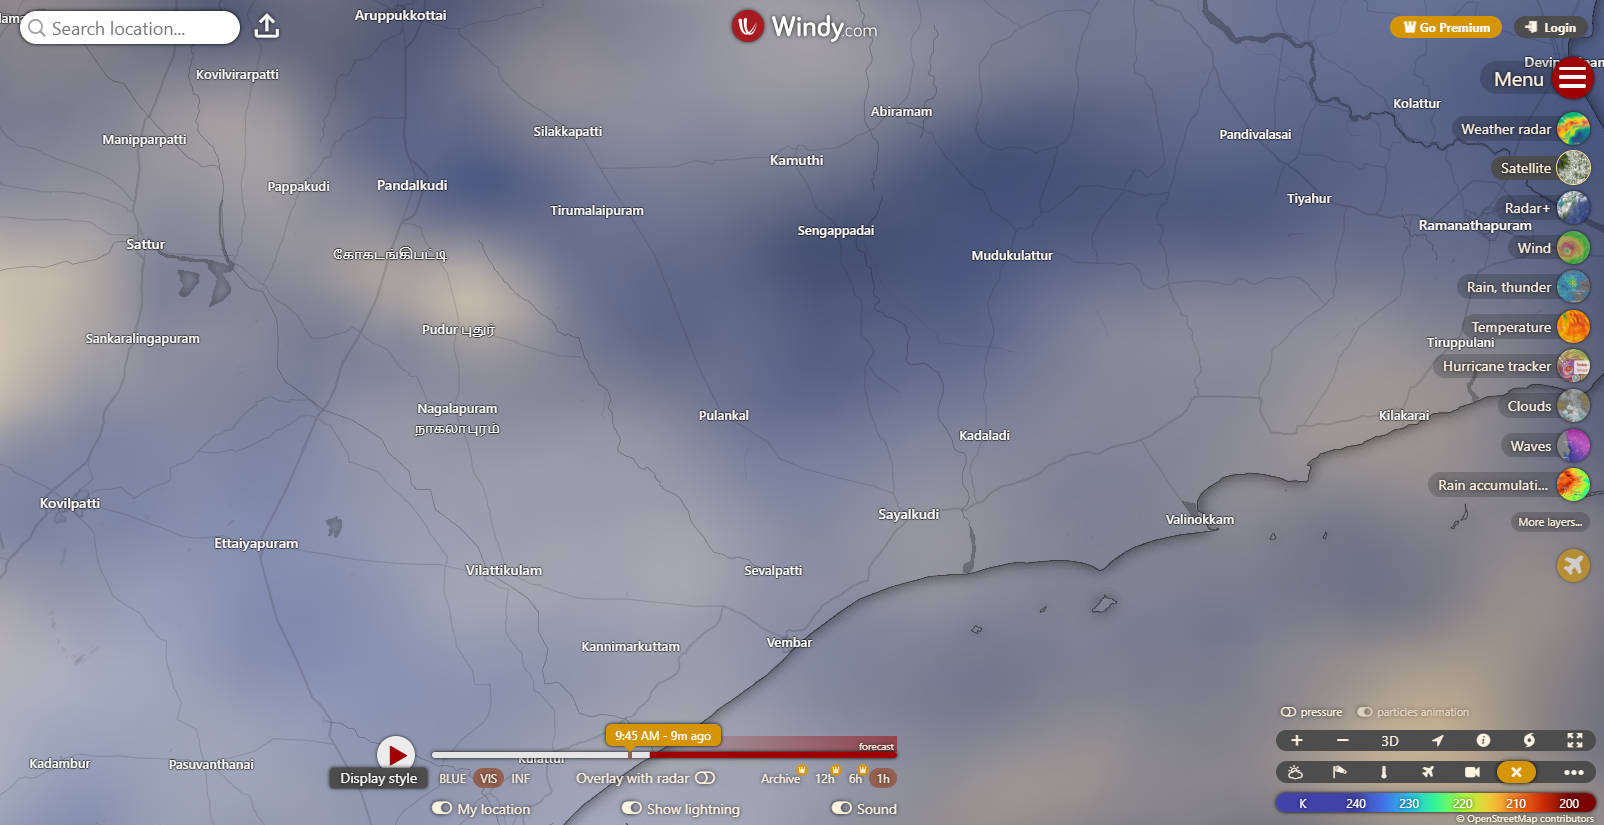 Search location...
Windy.com
Go Premium
Login
Menu
Aruppukkottai
Kovilvirarpatti
Kolattur
Abiramam
Weather radar
Silakkapatti
Pandivalasai
Manipparpatti
Kamuthi
Satellite
Pappakudi
Pandalkudi
Tiyahur
Tirumalaipuram
Radar+
Ramanathapuram
Sengappadai
Sattur
Wind
கோகடங்கிபட்டி
Mudukulattur
Rain, thunder
Temperature
Pudur புதுர்
Sankaralingapuram
Tiruppulani
Hurricane tracker
Nagalapuram
நாகலாபுரம்
Clouds
Pulankal
Kilakarai
Kadaladi
Waves
Rain accumulati...
Kovilpatti
Sayalkudi
Valinokkam
More layers...
Ettaiyapuram
Vilattikulam
Sevalpatti
Kannimarkuttam
Vembar
pressure
particles animation
9:45 AM - 9m ago
forecast
3D
Kadambur
Pasuvanthanai
Display style
BLUE VIS INF
Overlay with radar
Archive 12h 6h 1h
My location
Show lightning
Sound
K 240 230 220 210 200
© OpenStreetMap contributors